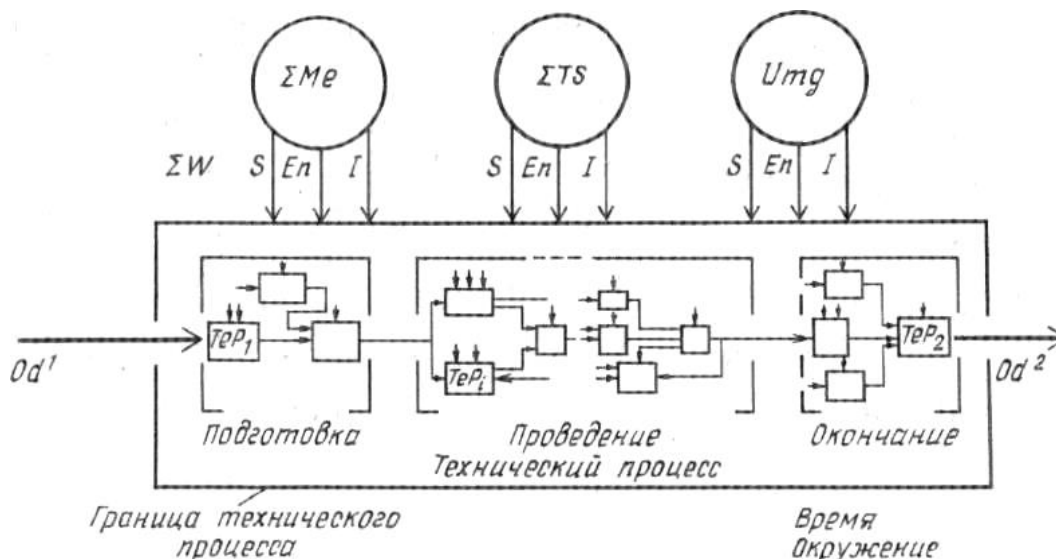 ΣMe
ΣTS
Umg
ΣW S En I S En I S En I
TeP₁
TePᵢ
TeP₂
Od¹
Od²
Подготовка
Проведение
Окончание
Технический процесс
Граница технического
процесса
Время
Окружение